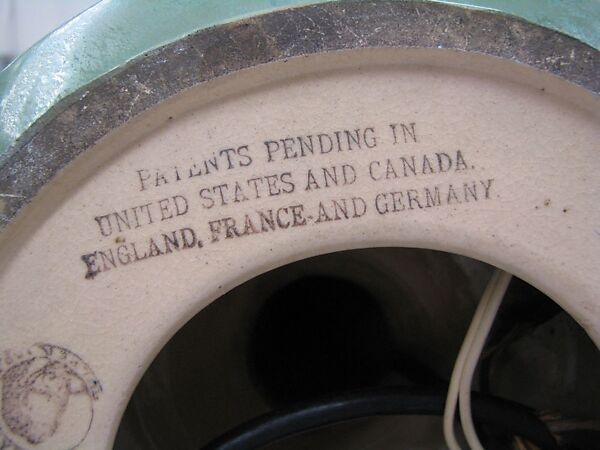 PATENTS PENDING IN
UNITED STATES AND CANADA.
ENGLAND, FRANCE AND GERMANY